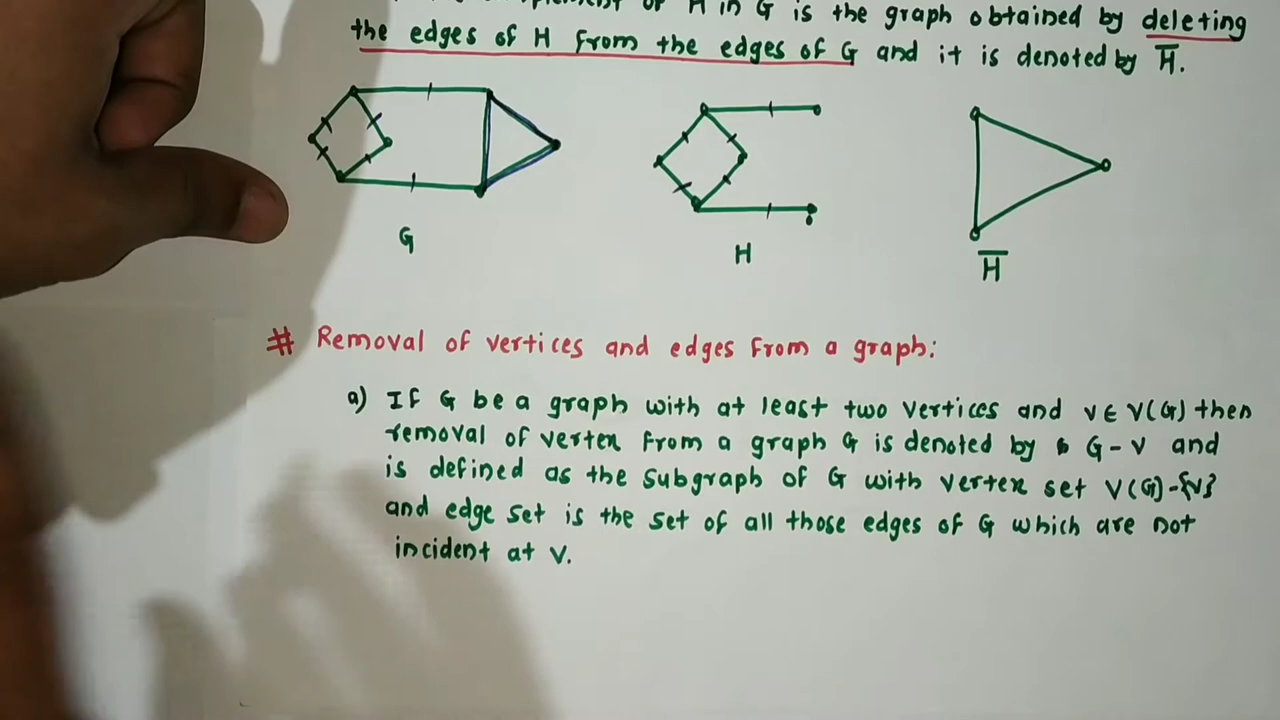 of H in G is the graph obtained by deleting
the edges of H from the edges of G and it is denoted by H̅.
G
H
H̅
# Removal of vertices and edges from a graph:
a) If G be a graph with at least two vertices and v ∈ V(G) then
removal of vertex from a graph G is denoted by G - v and
is defined as the subgraph of G with vertex set V(G)-{v}
and edge set is the set of all those edges of G which are not
incident at v.